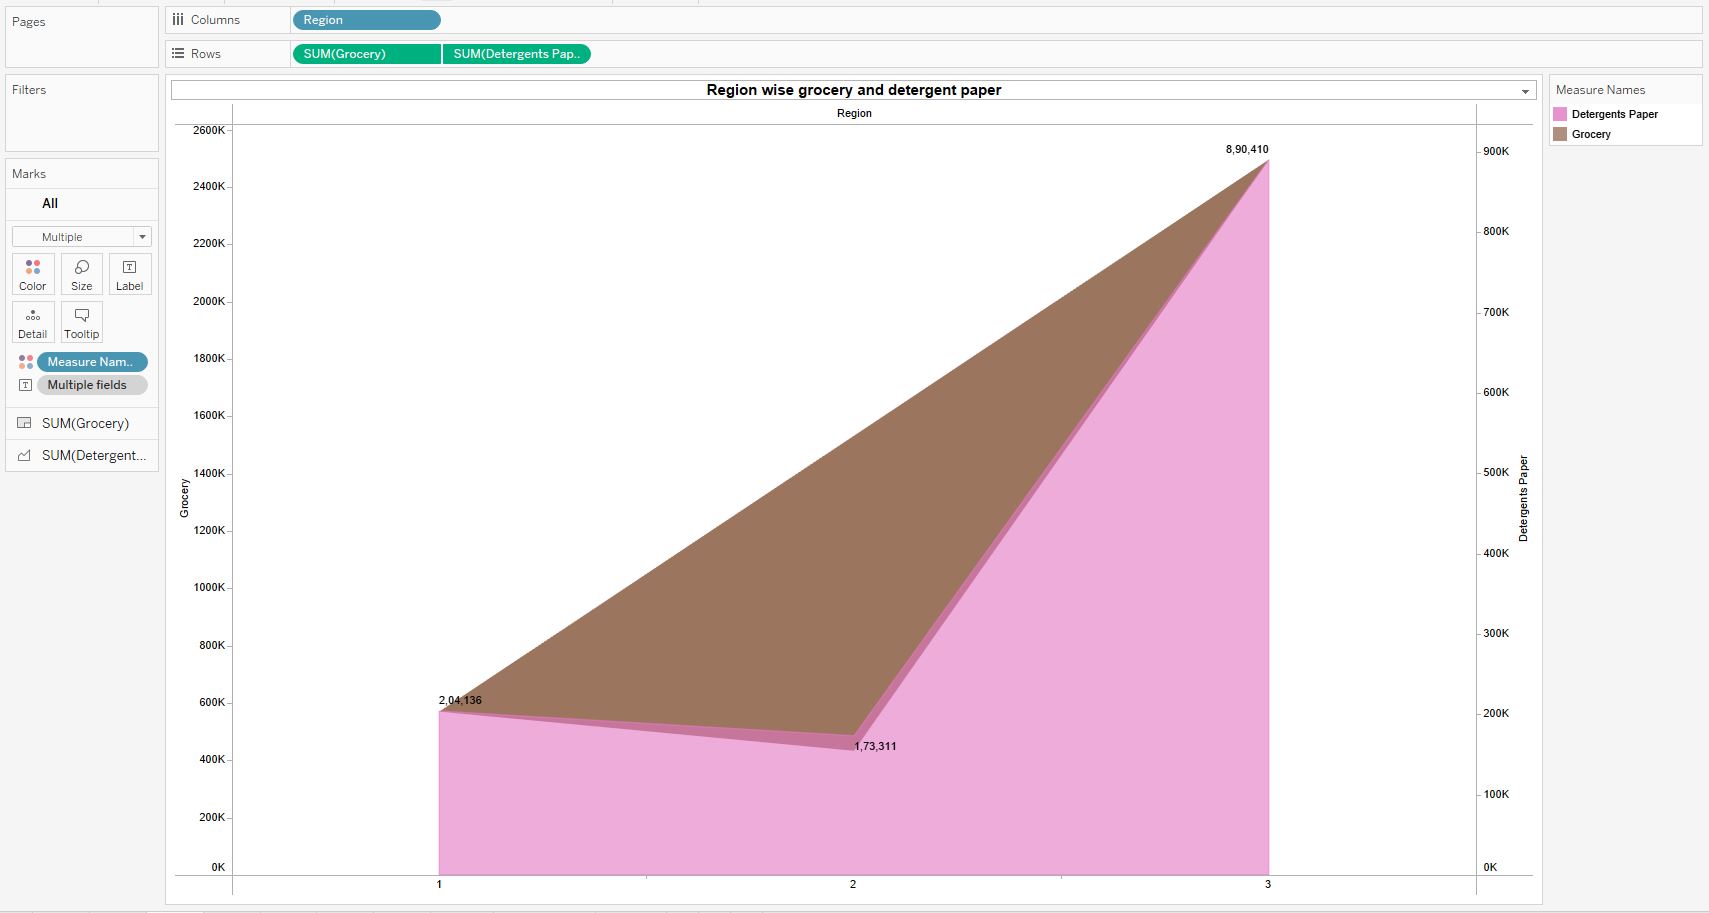 Pages
Columns
Region
Rows
SUM(Grocery)
SUM(Detergents Pap..
Filters
Marks
All
Multiple
Color
Size
Label
Detail
Tooltip
Measure Nam..
Multiple fields
SUM(Grocery)
SUM(Detergent...
Region wise grocery and detergent paper
Region
2600K
2400K
2200K
2000K
1800K
1600K
1400K
1200K
1000K
800K
600K
400K
200K
0K
Grocery
8,90,410
2,04,136
1,73,311
1
2
3
900K
800K
700K
600K
500K
400K
300K
200K
100K
0K
Detergents Paper
Measure Names
Detergents Paper
Grocery